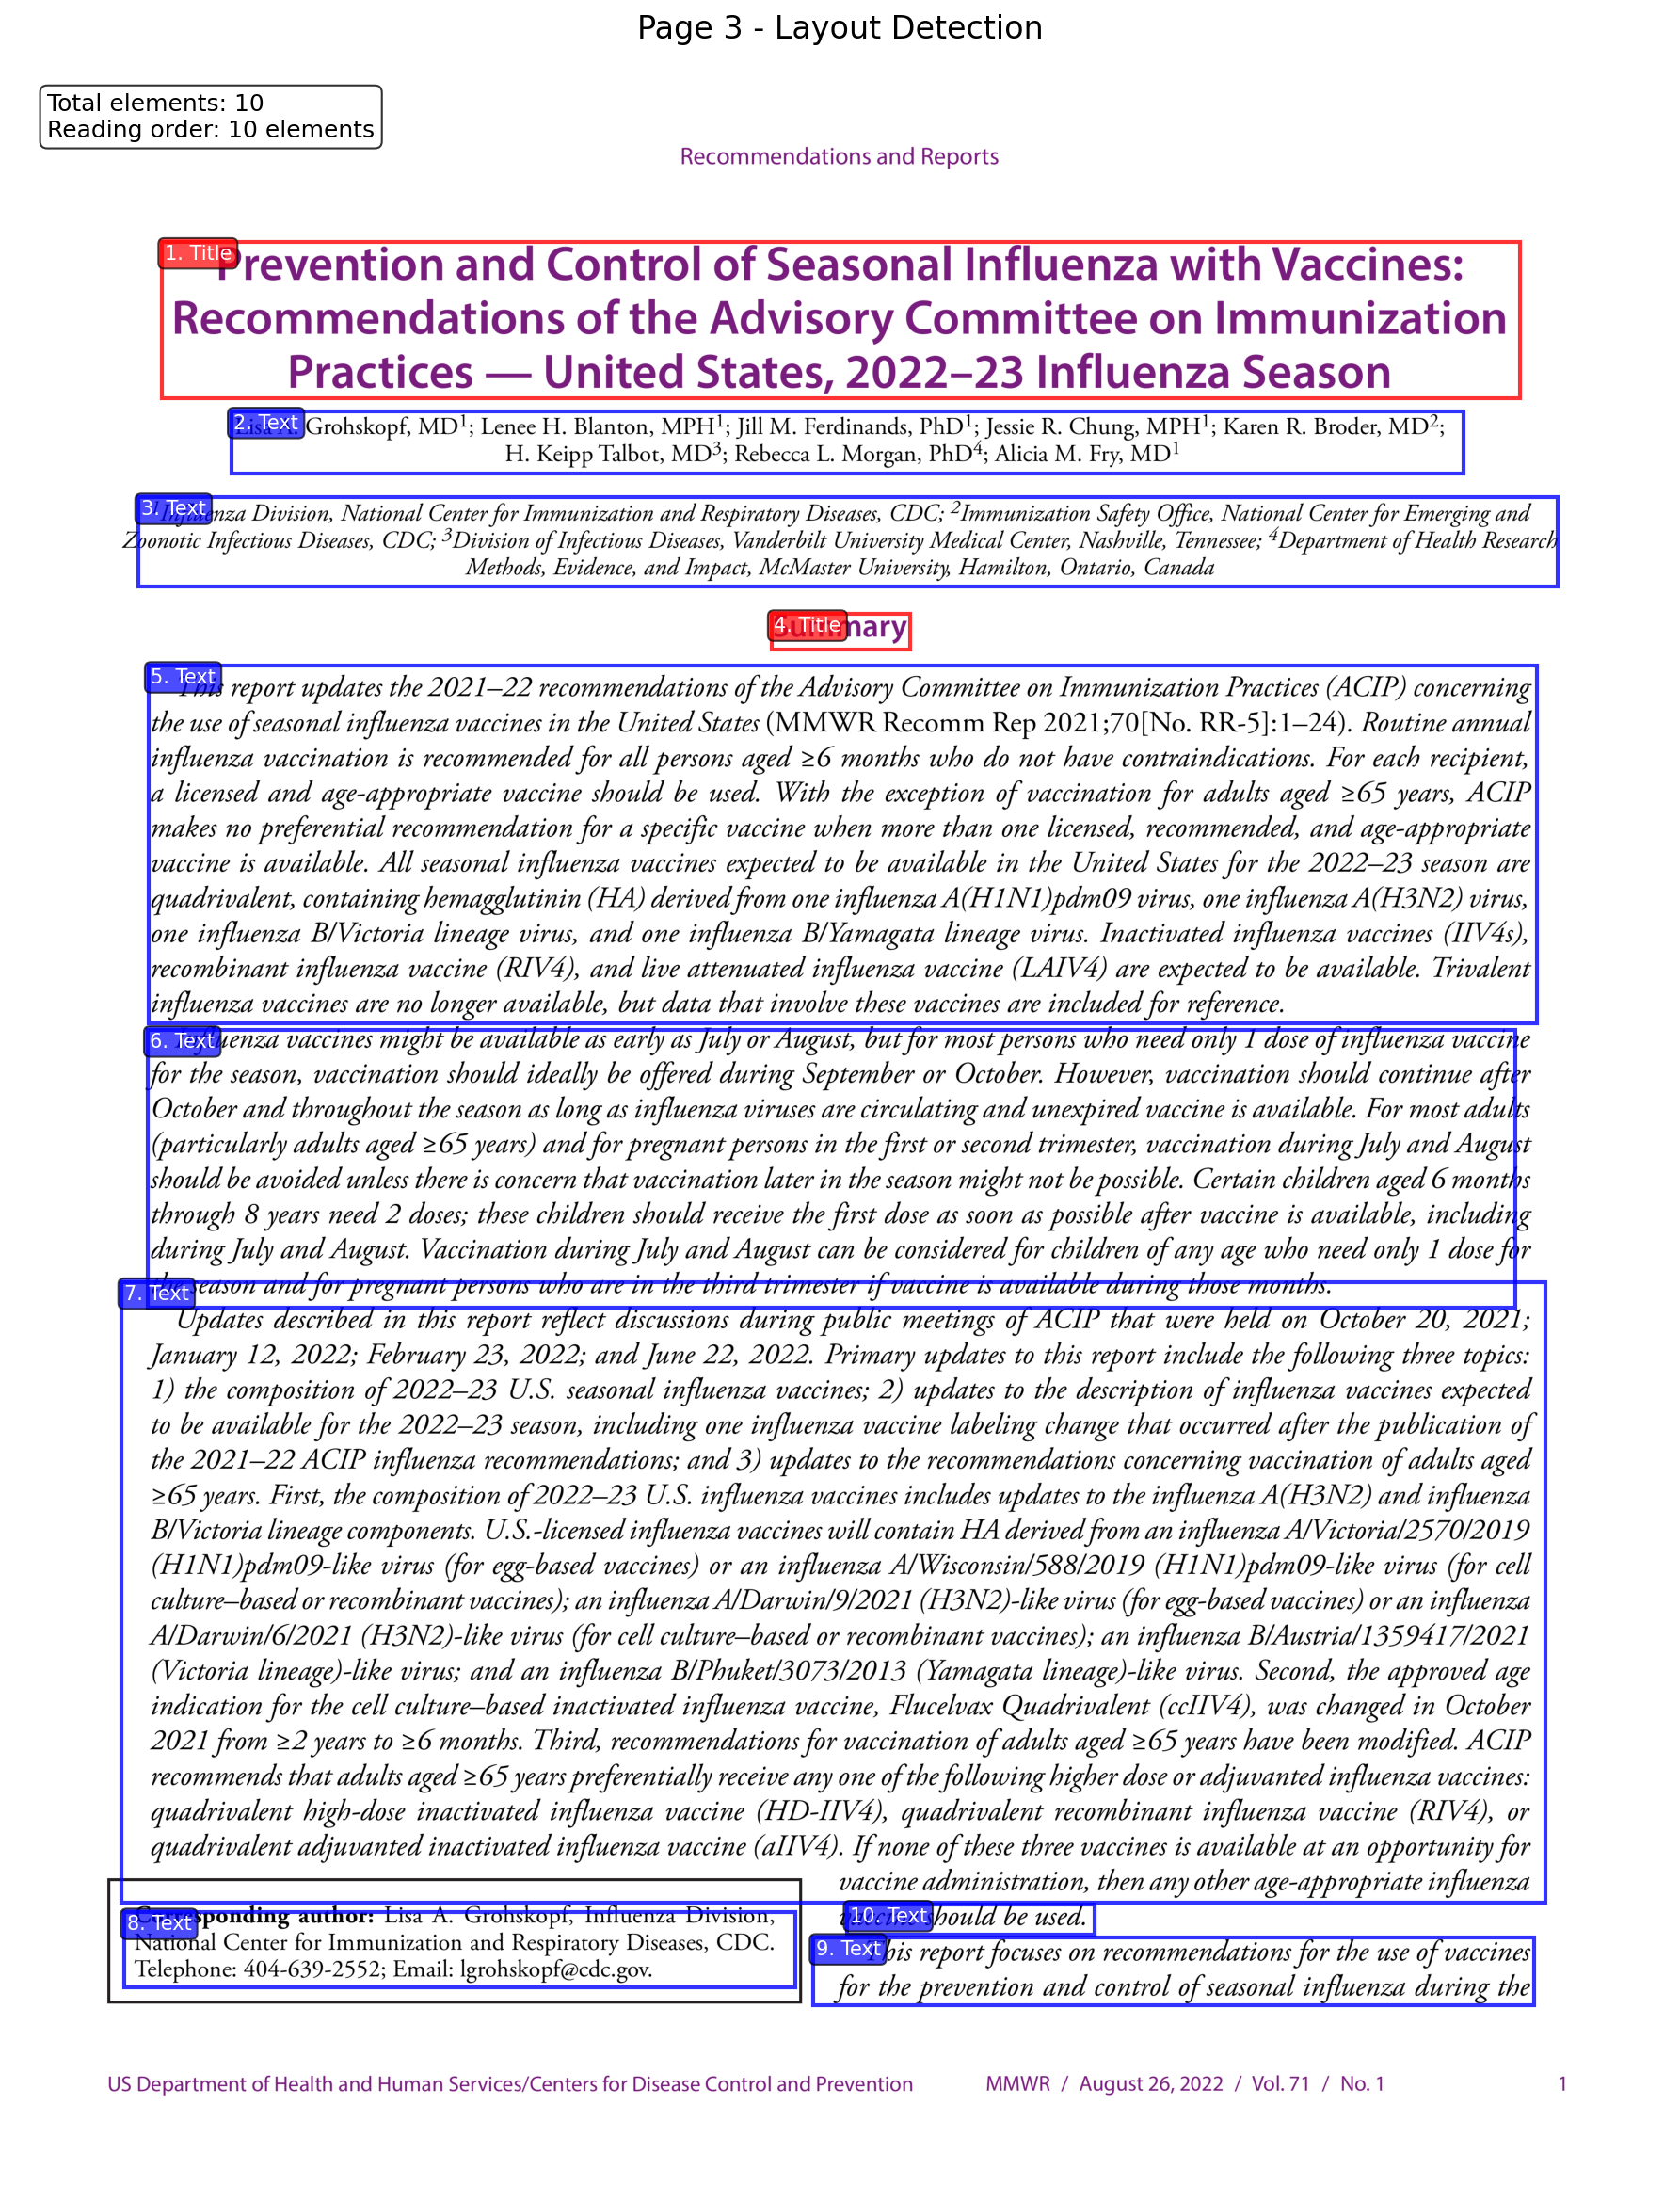 Page 3 - Layout Detection
Total elements: 10
Reading order: 10 elements
Recommendations and Reports
1. Title
Prevention and Control of Seasonal Influenza with Vaccines:
Recommendations of the Advisory Committee on Immunization
Practices — United States, 2022–23 Influenza Season
2. Text
Lisa A. Grohskopf, MD1; Lenee H. Blanton, MPH1; Jill M. Ferdinands, PhD1; Jessie R. Chung, MPH1; Karen R. Broder, MD2;
H. Keipp Talbot, MD3; Rebecca L. Morgan, PhD4; Alicia M. Fry, MD1
3. Text
1Influenza Division, National Center for Immunization and Respiratory Diseases, CDC; 2Immunization Safety Office, National Center for Emerging and
Zoonotic Infectious Diseases, CDC; 3Division of Infectious Diseases, Vanderbilt University Medical Center, Nashville, Tennessee; 4Department of Health Research
Methods, Evidence, and Impact, McMaster University, Hamilton, Ontario, Canada
4. Title
Summary
5. Text
This report updates the 2021–22 recommendations of the Advisory Committee on Immunization Practices (ACIP) concerning
the use of seasonal influenza vaccines in the United States (MMWR Recomm Rep 2021;70[No. RR-5]:1–24). Routine annual
influenza vaccination is recommended for all persons aged ≥6 months who do not have contraindications. For each recipient,
a licensed and age-appropriate vaccine should be used. With the exception of vaccination for adults aged ≥65 years, ACIP
makes no preferential recommendation for a specific vaccine when more than one licensed, recommended, and age-appropriate
vaccine is available. All seasonal influenza vaccines expected to be available in the United States for the 2022–23 season are
quadrivalent, containing hemagglutinin (HA) derived from one influenza A(H1N1)pdm09 virus, one influenza A(H3N2) virus,
one influenza B/Victoria lineage virus, and one influenza B/Yamagata lineage virus. Inactivated influenza vaccines (IIV4s),
recombinant influenza vaccine (RIV4), and live attenuated influenza vaccine (LAIV4) are expected to be available. Trivalent
influenza vaccines are no longer available, but data that involve these vaccines are included for reference.
6. Text
Influenza vaccines might be available as early as July or August, but for most persons who need only 1 dose of influenza vaccine
for the season, vaccination should ideally be offered during September or October. However, vaccination should continue after
October and throughout the season as long as influenza viruses are circulating and unexpired vaccine is available. For most adults
(particularly adults aged ≥65 years) and for pregnant persons in the first or second trimester, vaccination during July and August
should be avoided unless there is concern that vaccination later in the season might not be possible. Certain children aged 6 months
through 8 years need 2 doses; these children should receive the first dose as soon as possible after vaccine is available, including
during July and August. Vaccination during July and August can be considered for children of any age who need only 1 dose for
the season and for pregnant persons who are in the third trimester if vaccine is available during those months.
7. Text
Updates described in this report reflect discussions during public meetings of ACIP that were held on October 20, 2021;
January 12, 2022; February 23, 2022; and June 22, 2022. Primary updates to this report include the following three topics:
1) the composition of 2022–23 U.S. seasonal influenza vaccines; 2) updates to the description of influenza vaccines expected
to be available for the 2022–23 season, including one influenza vaccine labeling change that occurred after the publication of
the 2021–22 ACIP influenza recommendations; and 3) updates to the recommendations concerning vaccination of adults aged
≥65 years. First, the composition of 2022–23 U.S. influenza vaccines includes updates to the influenza A(H3N2) and influenza
B/Victoria lineage components. U.S.-licensed influenza vaccines will contain HA derived from an influenza A/Victoria/2570/2019
(H1N1)pdm09-like virus (for egg-based vaccines) or an influenza A/Wisconsin/588/2019 (H1N1)pdm09-like virus (for cell
culture–based or recombinant vaccines); an influenza A/Darwin/9/2021 (H3N2)-like virus (for egg-based vaccines) or an influenza
A/Darwin/6/2021 (H3N2)-like virus (for cell culture–based or recombinant vaccines); an influenza B/Austria/1359417/2021
(Victoria lineage)-like virus; and an influenza B/Phuket/3073/2013 (Yamagata lineage)-like virus. Second, the approved age
indication for the cell culture–based inactivated influenza vaccine, Flucelvax Quadrivalent (ccIIV4), was changed in October
2021 from ≥2 years to ≥6 months. Third, recommendations for vaccination of adults aged ≥65 years have been modified. ACIP
recommends that adults aged ≥65 years preferentially receive any one of the following higher dose or adjuvanted influenza vaccines:
quadrivalent high-dose inactivated influenza vaccine (HD-IIV4), quadrivalent recombinant influenza vaccine (RIV4), or
quadrivalent adjuvanted inactivated influenza vaccine (aIIV4). If none of these three vaccines is available at an opportunity for
vaccine administration, then any other age-appropriate influenza
10. Text
vaccine should be used.
9. Text
This report focuses on recommendations for the use of vaccines
for the prevention and control of seasonal influenza during the
8. Text
Corresponding author: Lisa A. Grohskopf, Influenza Division,
National Center for Immunization and Respiratory Diseases, CDC.
Telephone: 404-639-2552; Email: lgrohskopf@cdc.gov.
US Department of Health and Human Services/Centers for Disease Control and Prevention
MMWR / August 26, 2022 / Vol. 71 / No. 1
1